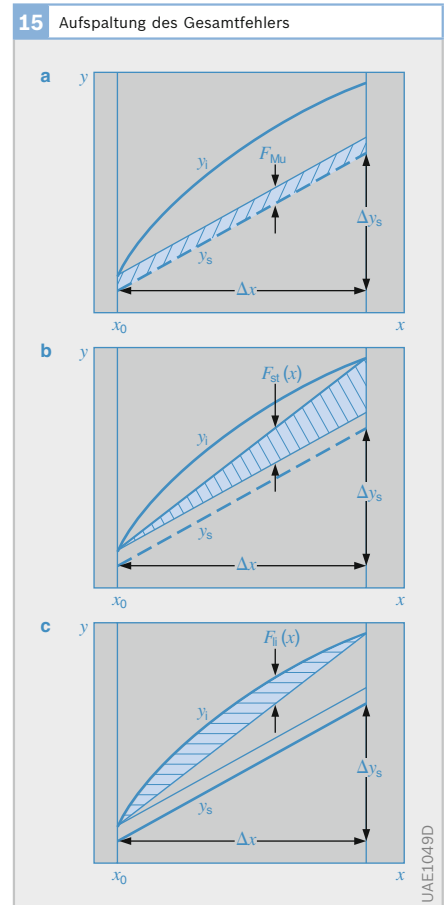 15 Aufspaltung des Gesamtfehlers
a
y
yi
FMu
ys
Δys
Δx
x0
x
b
y
Fst (x)
yi
Δys
ys
Δx
x0
x
c
y
Fli (x)
yi
Δys
ys
Δx
x0
x
UAE1049D